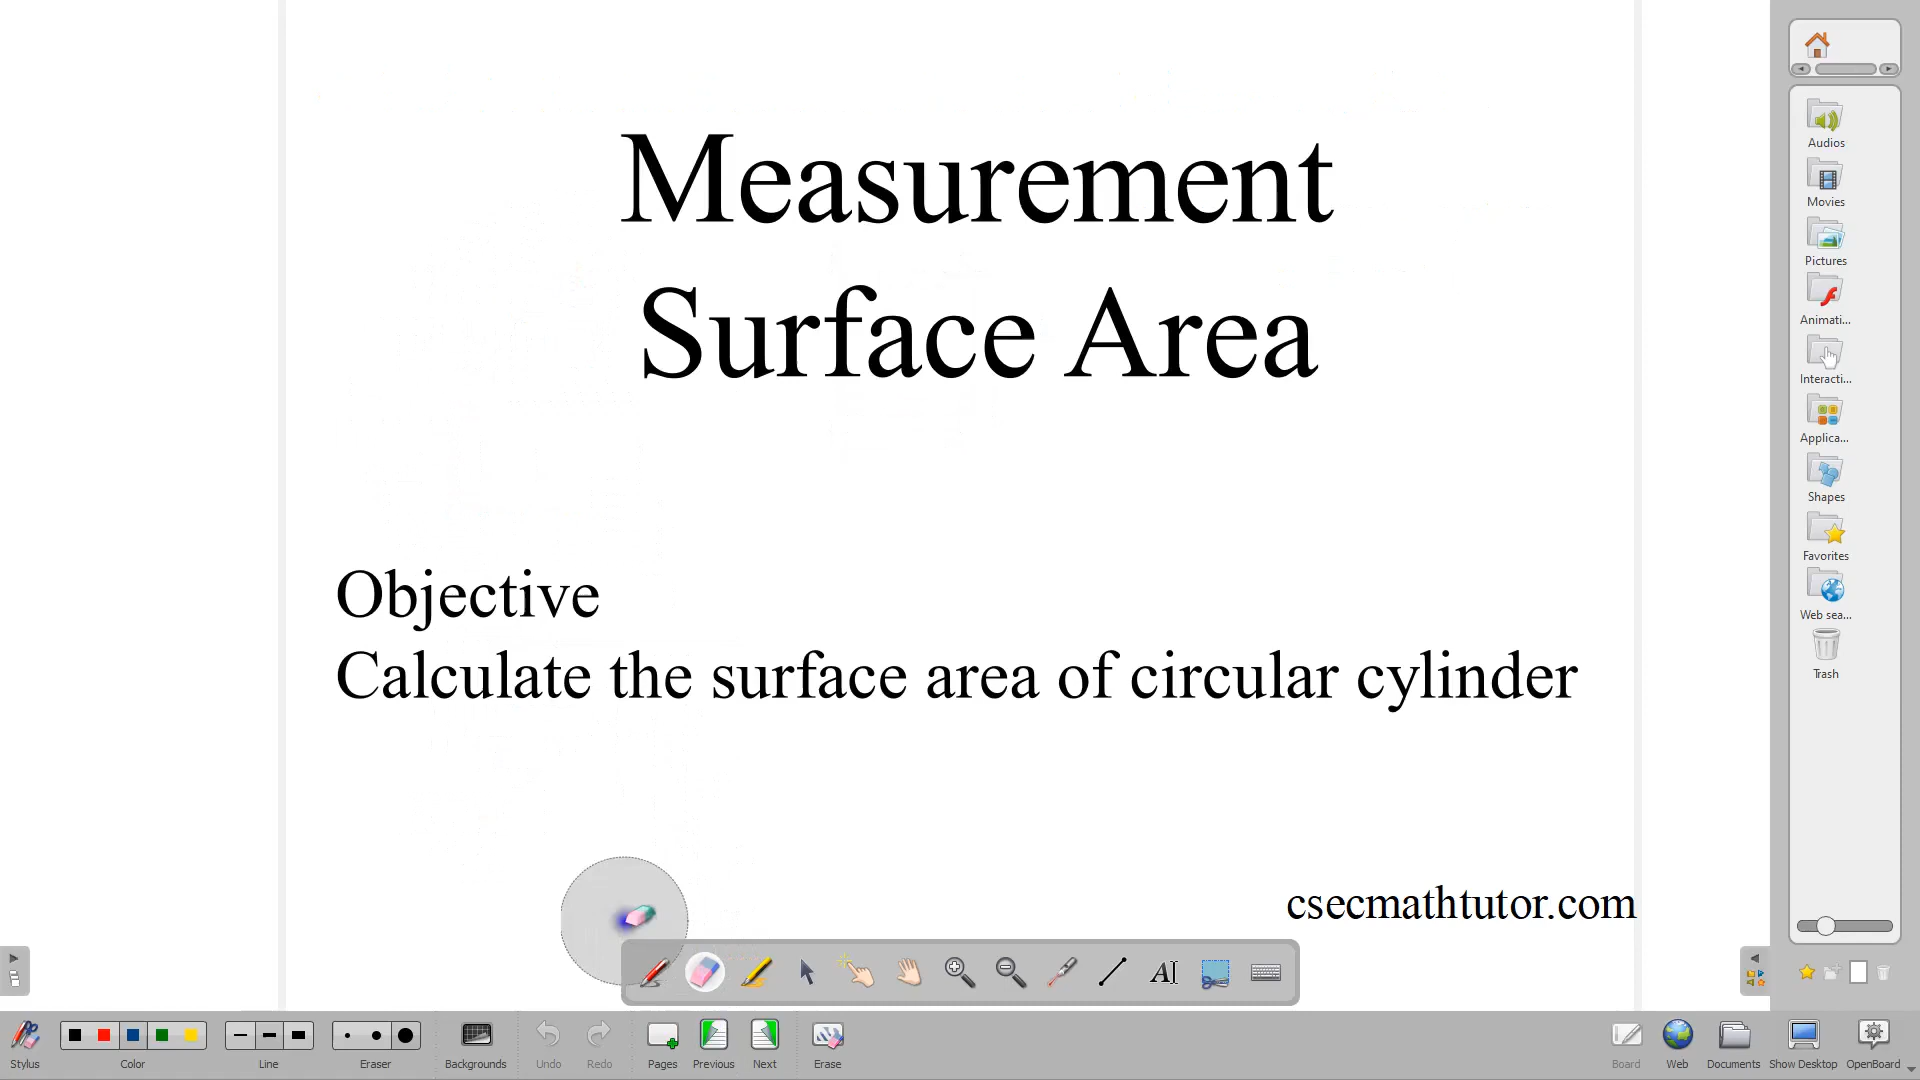 Measurement
Surface Area
Objective
Calculate the surface area of circular cylinder
csecmathtutor.com
Audios
Movies
Pictures
Animati...
Interacti...
Applica...
Shapes
Favorites
Web sea...
Trash
AI
Stylus
Color
Line
Eraser
Backgrounds
Undo
Redo
Pages
Previous
Next
Erase
Board
Web
Documents
Show Desktop
OpenBoard